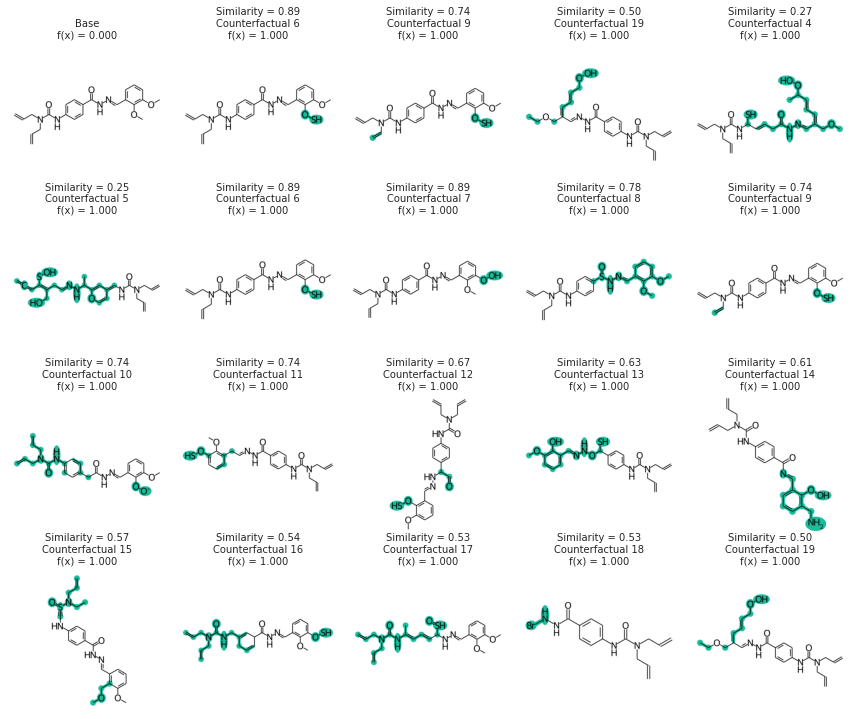 Base
f(x) = 0.000
Similarity = 0.89
Counterfactual 6
f(x) = 1.000
Similarity = 0.74
Counterfactual 9
f(x) = 1.000
Similarity = 0.50
Counterfactual 19
f(x) = 1.000
Similarity = 0.27
Counterfactual 4
f(x) = 1.000
Similarity = 0.25
Counterfactual 5
f(x) = 1.000
Similarity = 0.89
Counterfactual 6
f(x) = 1.000
Similarity = 0.89
Counterfactual 7
f(x) = 1.000
Similarity = 0.78
Counterfactual 8
f(x) = 1.000
Similarity = 0.74
Counterfactual 9
f(x) = 1.000
Similarity = 0.74
Counterfactual 10
f(x) = 1.000
Similarity = 0.74
Counterfactual 11
f(x) = 1.000
Similarity = 0.67
Counterfactual 12
f(x) = 1.000
Similarity = 0.63
Counterfactual 13
f(x) = 1.000
Similarity = 0.61
Counterfactual 14
f(x) = 1.000
Similarity = 0.57
Counterfactual 15
f(x) = 1.000
Similarity = 0.54
Counterfactual 16
f(x) = 1.000
Similarity = 0.53
Counterfactual 17
f(x) = 1.000
Similarity = 0.53
Counterfactual 18
f(x) = 1.000
Similarity = 0.50
Counterfactual 19
f(x) = 1.000